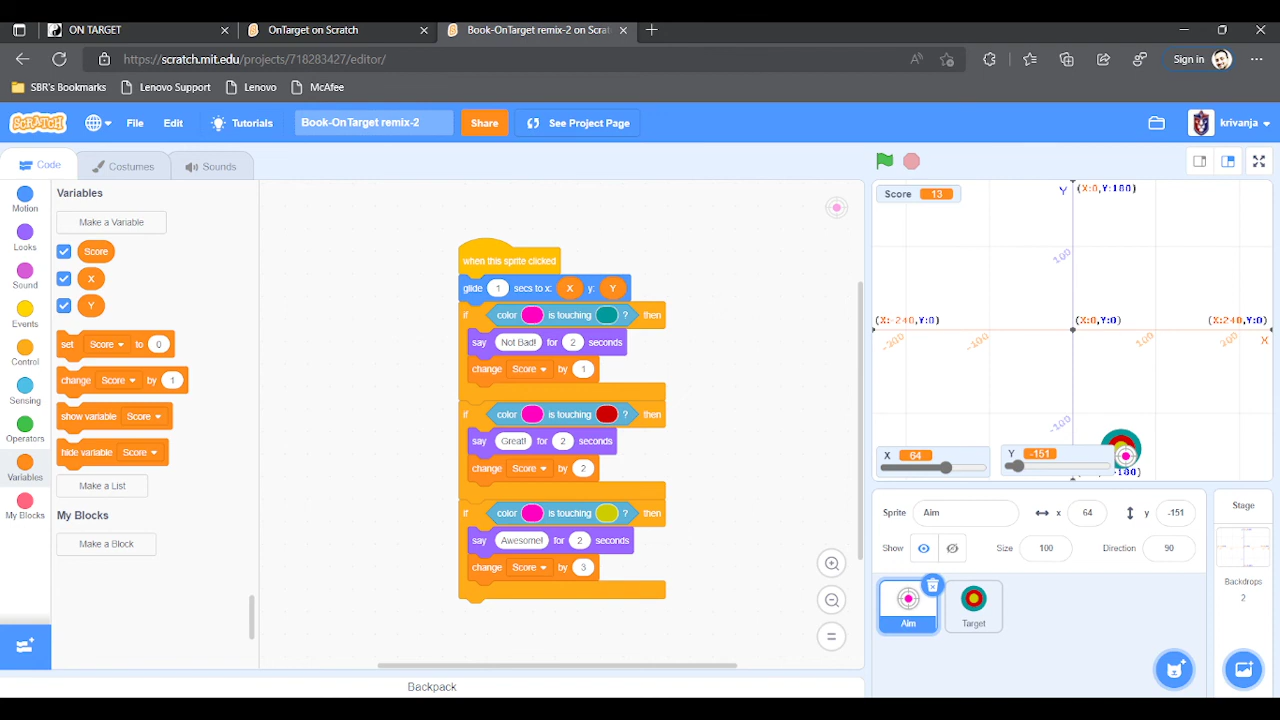 ON TARGET
OnTarget on Scratch
Book-OnTarget remix-2 on Scrat
https://scratch.mit.edu/projects/718283427/editor/
Sign in
SBR's Bookmarks
Lenovo Support
Lenovo
McAfee
SCRATCH
File
Edit
Tutorials
Book-OnTarget remix-2
Share
See Project Page
krivanja
Code
Costumes
Sounds
Motion
Looks
Sound
Events
Control
Sensing
Operators
Variables
My Blocks
Variables
Make a Variable
Score
X
Y
set Score to 0
change Score by 1
show variable Score
hide variable Score
Make a List
My Blocks
Make a Block
when this sprite clicked
glide 1 secs to x: X y: Y
if color is touching ? then
say Not Bad! for 2 seconds
change Score by 1
if color is touching ? then
say Great! for 2 seconds
change Score by 2
if color is touching ? then
say Awesome! for 2 seconds
change Score by 3
Backpack
Score 13
Y (X:0,Y:180)
100
(X:-240,Y:0) (X:0,Y:0) (X:240,Y:0)
-200 -100 100 200 X
-100
X 64
Y -151
:180)
Sprite Aim x 64 y -151
Show Size 100 Direction 90
Aim
Target
Stage
Backdrops
2